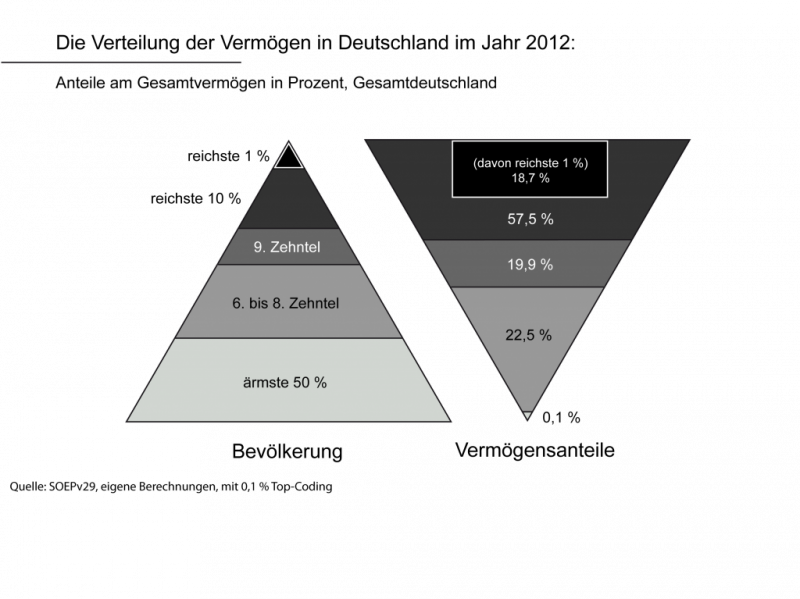 Die Verteilung der Vermögen in Deutschland im Jahr 2012:
Anteile am Gesamtvermögen in Prozent, Gesamtdeutschland
reichste 1 %
reichste 10 %
9. Zehntel
6. bis 8. Zehntel
ärmste 50 %
Bevölkerung
(davon reichste 1 %)
18,7 %
57,5 %
19,9 %
22,5 %
0,1 %
Vermögensanteile
Quelle: SOEPv29, eigene Berechnungen, mit 0,1 % Top-Coding